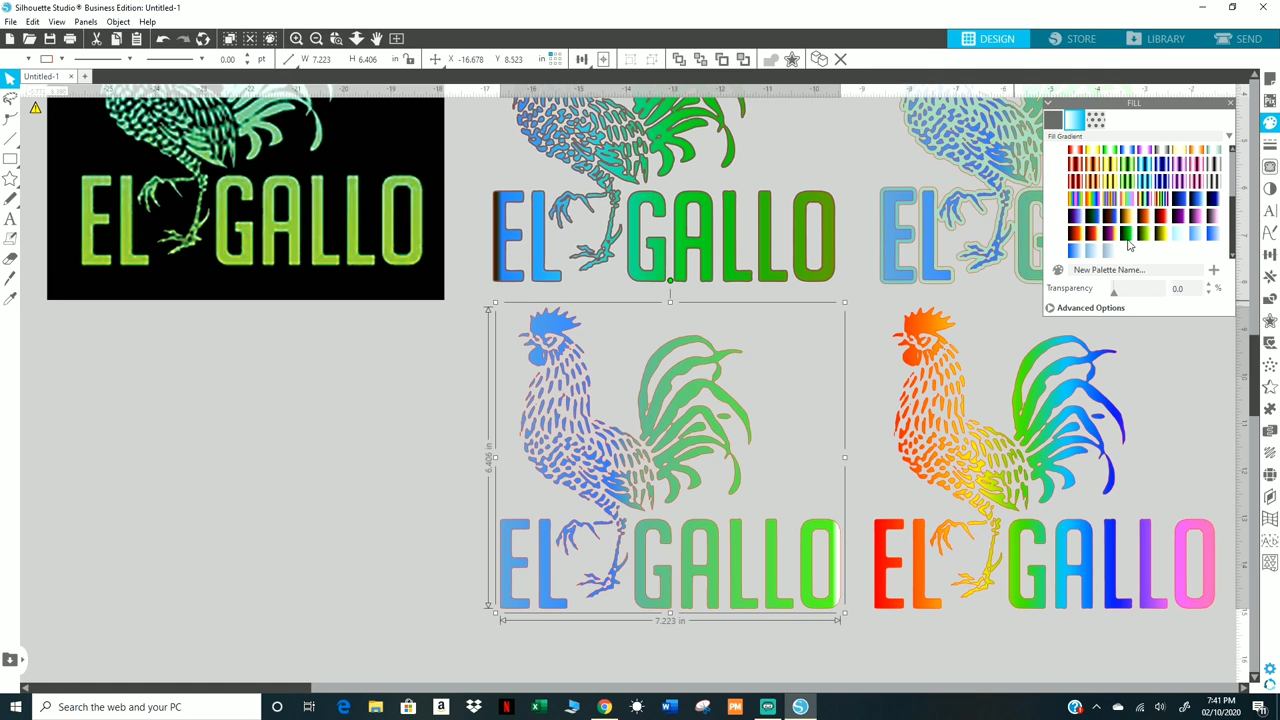 Silhouette Studio® Business Edition: Untitled-1
File Edit View Panels Object Help
DESIGN STORE LIBRARY SEND
0.00 pt W 7.223 H 6.406 in X -16.678 Y 8.523 in
Untitled-1
FILL
Fill Gradient
New Palette Name...
Transparency 0.0 %
Advanced Options
EL GALLO
EL GALLO
EL G
6.406 in
EL GALLO
EL GALLO
7.223 in
Search the web and your PC
7:41 PM
02/10/2020